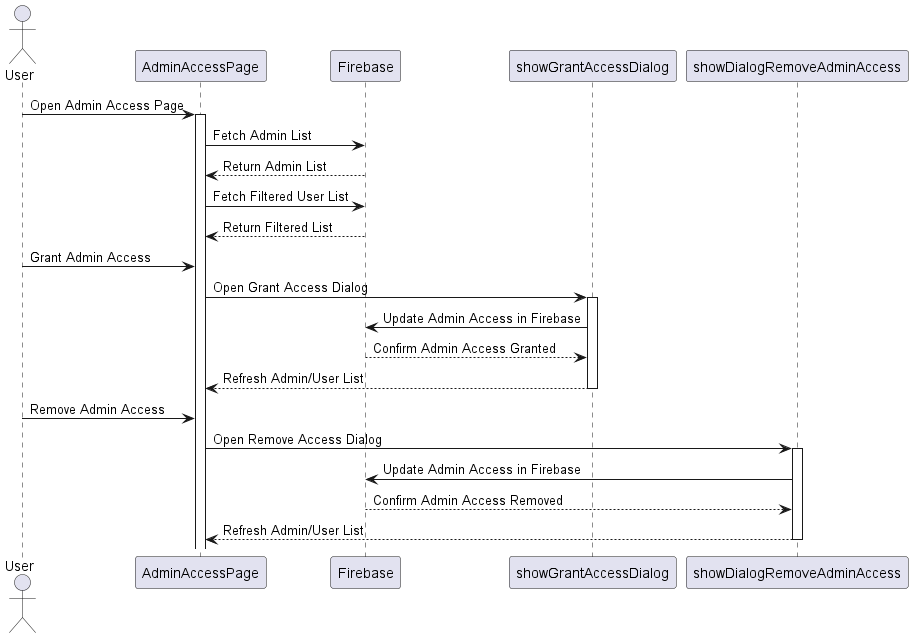 User
AdminAccessPage
Firebase
showGrantAccessDialog
showDialogRemoveAdminAccess
Open Admin Access Page
Fetch Admin List
Return Admin List
Fetch Filtered User List
Return Filtered List
Grant Admin Access
Open Grant Access Dialog
Update Admin Access in Firebase
Confirm Admin Access Granted
Refresh Admin/User List
Remove Admin Access
Open Remove Access Dialog
Update Admin Access in Firebase
Confirm Admin Access Removed
Refresh Admin/User List
User
AdminAccessPage
Firebase
showGrantAccessDialog
showDialogRemoveAdminAccess